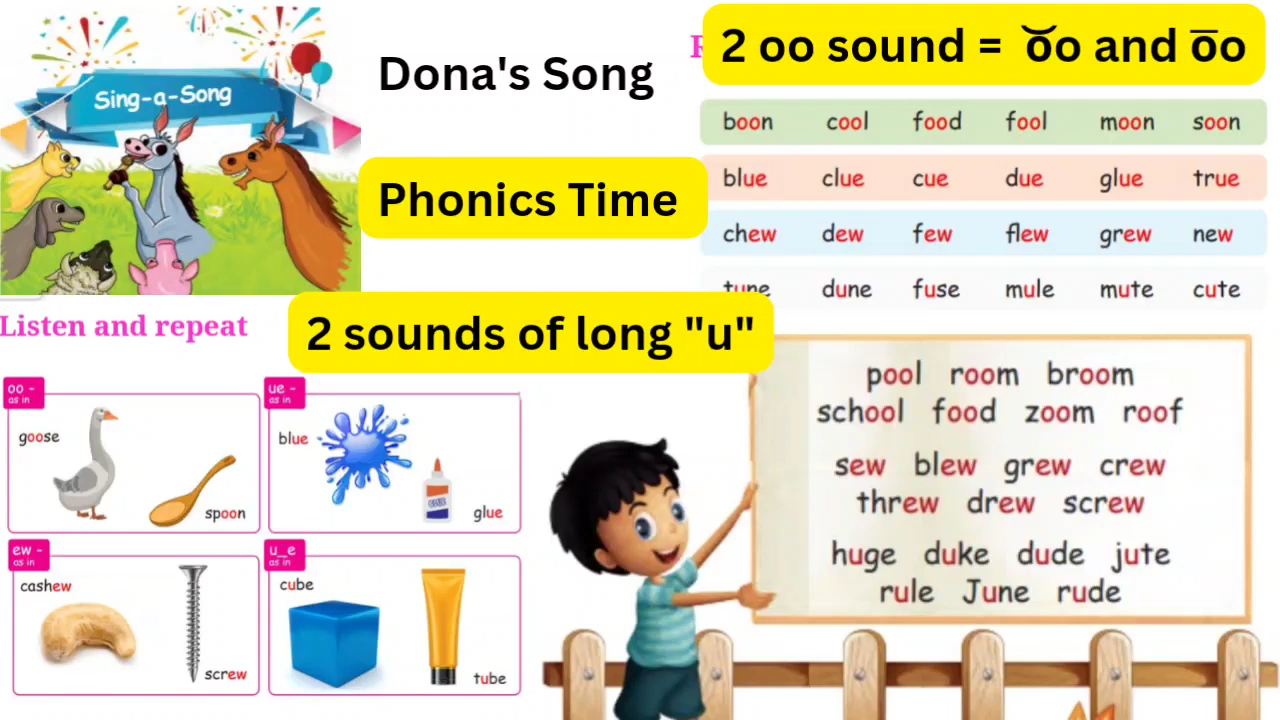 Sing-a-Song
Dona's Song
Phonics Time
2 oo sound = ŏo and ōo
boon cool food fool moon soon
blue clue cue due glue true
chew dew few flew grew new
tune dune fuse mule mute cute
2 sounds of long "u"
Listen and repeat
oo -
as in
goose
spoon
ue -
as in
blue
GLUE
glue
ew -
as in
cashew
screw
u_e
as in
cube
tube
pool room broom
school food zoom roof
sew blew grew crew
threw drew screw
huge duke dude jute
rule June rude